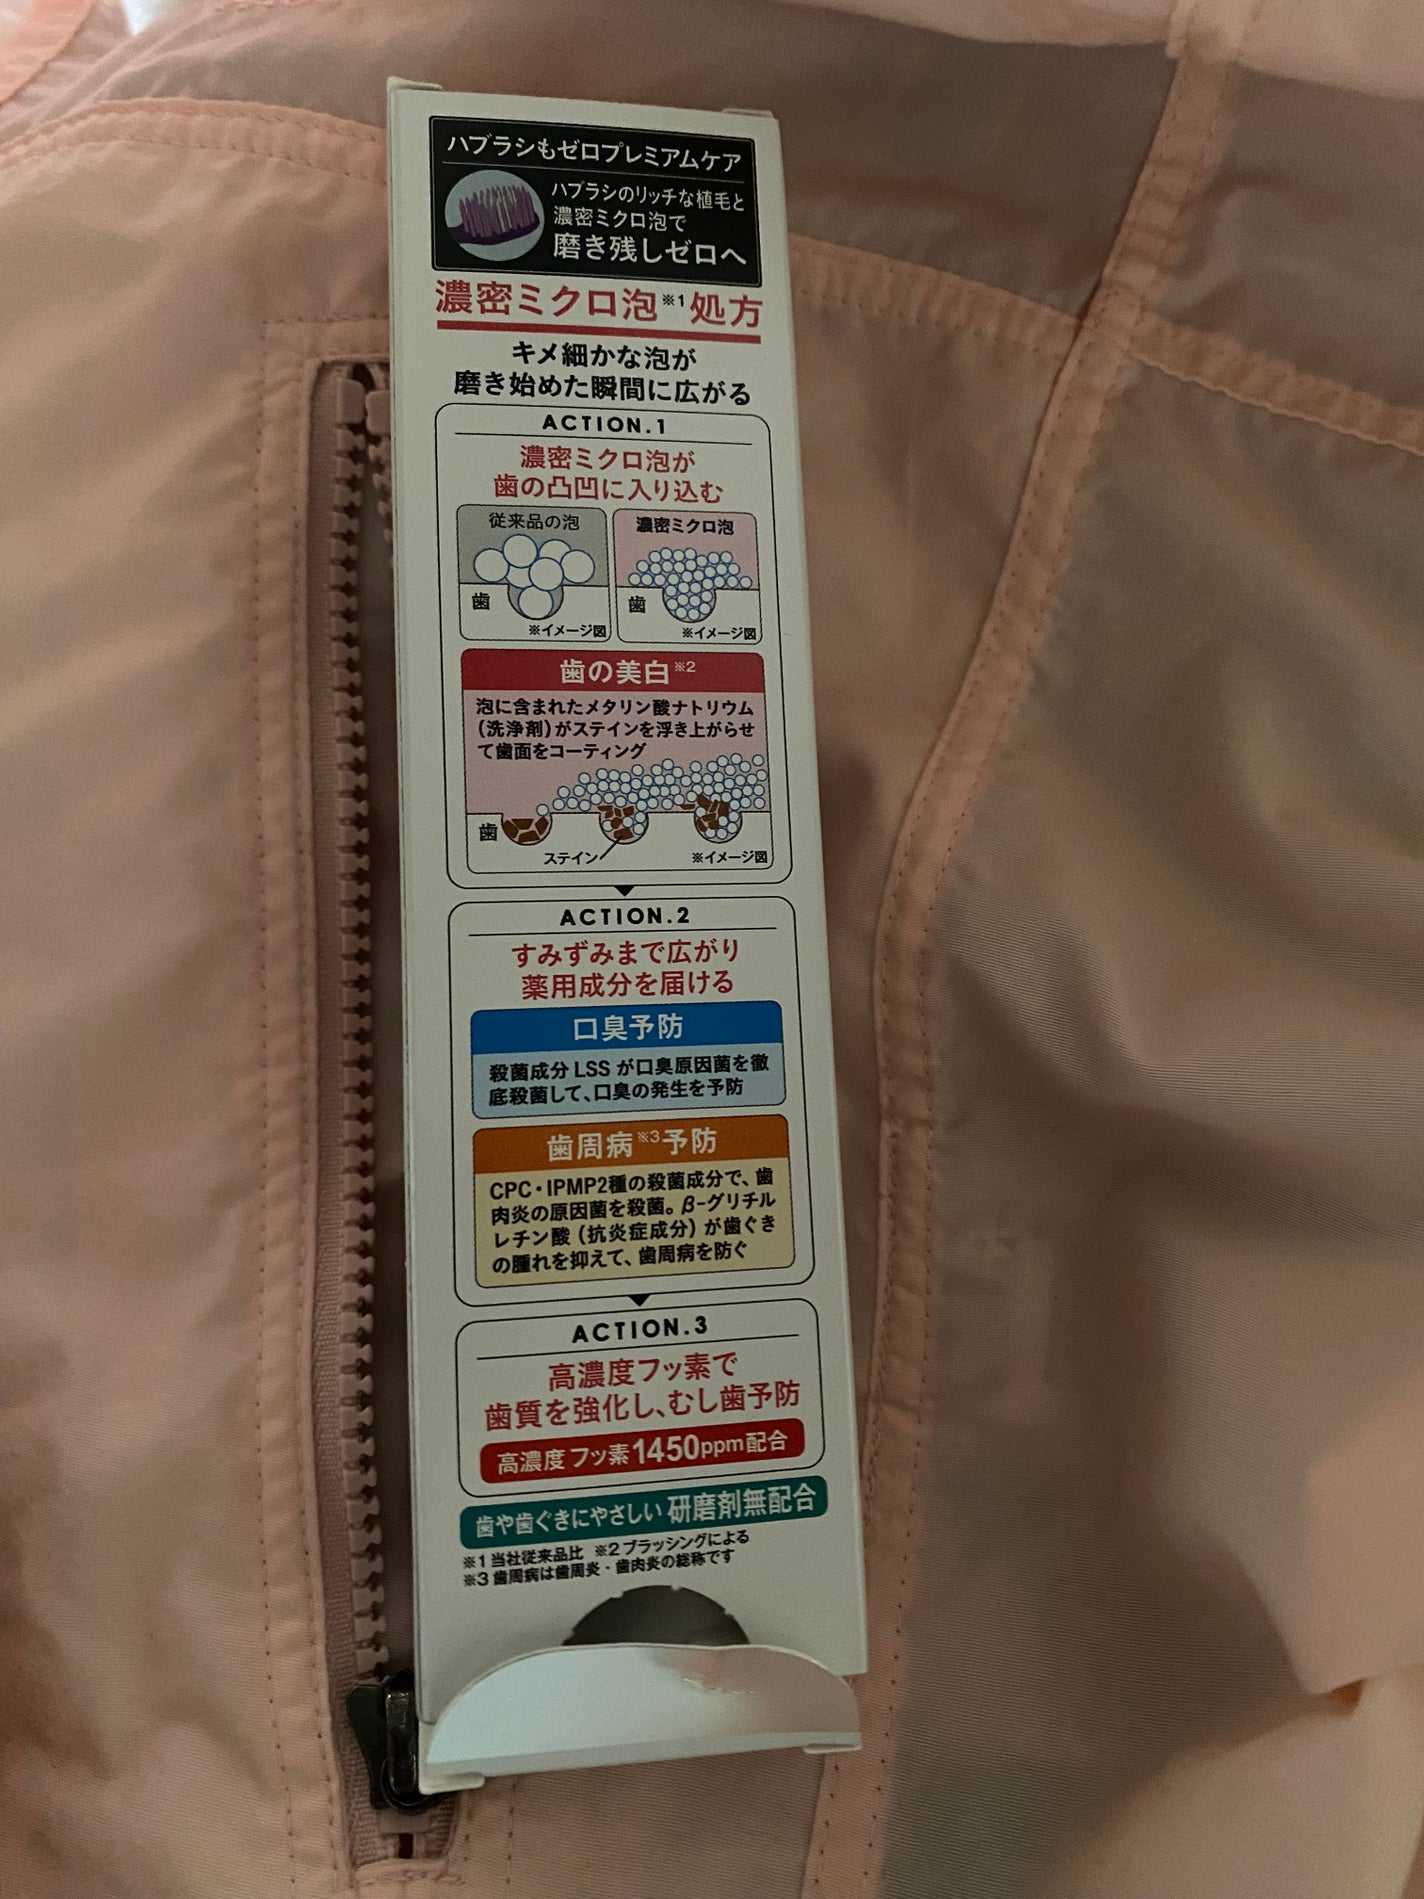 ハブラシもゼロプレミアムケア
ハブラシのリッチな植毛と
濃密ミクロ泡で
磨き残しゼロへ
濃密ミクロ泡※1処方
キメ細かな泡が
磨き始めた瞬間に広がる
ACTION.1
濃密ミクロ泡が
歯の凸凹に入り込む
従来品の泡
歯
※イメージ図
濃密ミクロ泡
歯
※イメージ図
歯の美白※2
泡に含まれたメタリン酸ナトリウム
(洗浄剤)がステインを浮き上がらせ
て歯面をコーティング
歯
ステイン
※イメージ図
ACTION.2
すみずみまで広がり
薬用成分を届ける
口臭予防
殺菌成分LSSが口臭原因菌を徹
底殺菌して、口臭の発生を予防
歯周病※3予防
CPC・IPMP2種の殺菌成分で、歯
肉炎の原因菌を殺菌。β-グリチル
レチン酸(抗炎症成分)が歯ぐき
の腫れを抑えて、歯周病を防ぐ
ACTION.3
高濃度フッ素で
歯質を強化し、むし歯予防
高濃度フッ素1450ppm配合
歯や歯ぐきにやさしい 研磨剤無配合
※1 当社従来品比 ※2 ブラッシングによる
※3 歯周病は歯周炎・歯肉炎の総称です